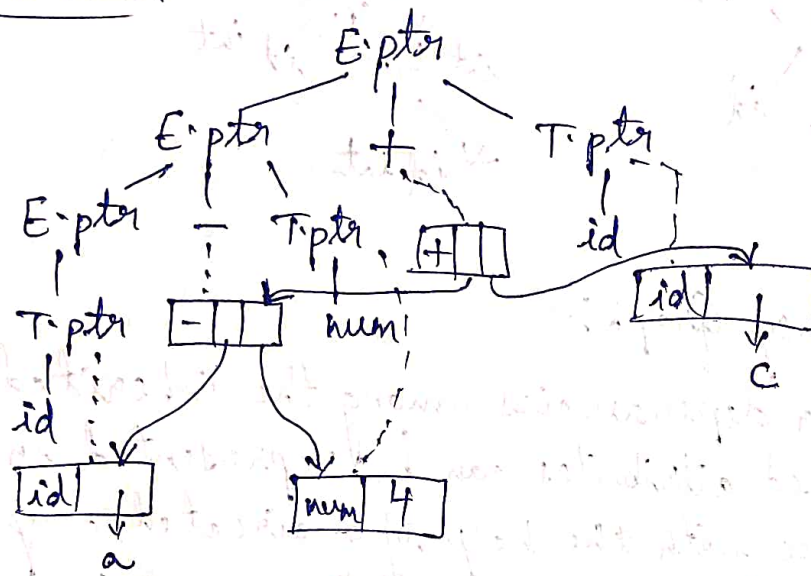 E.ptr
E.ptr + T.ptr
E.ptr - T.ptr + id
T.ptr - num id
id c
id num 4
a